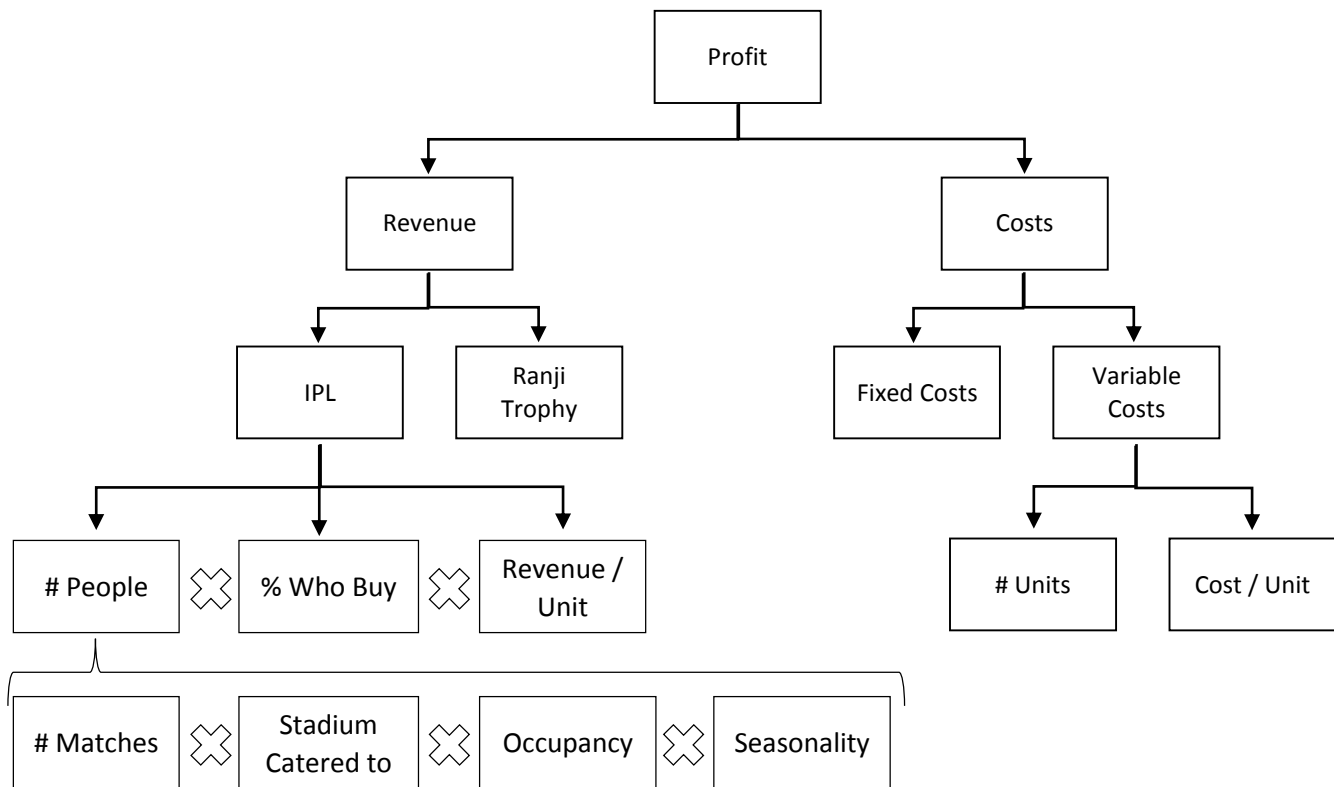 Profit
Revenue
Costs
IPL
Ranji
Trophy
Fixed Costs
Variable
Costs
# People
% Who Buy
Revenue /
Unit
# Units
Cost / Unit
# Matches
Stadium
Catered to
Occupancy
Seasonality